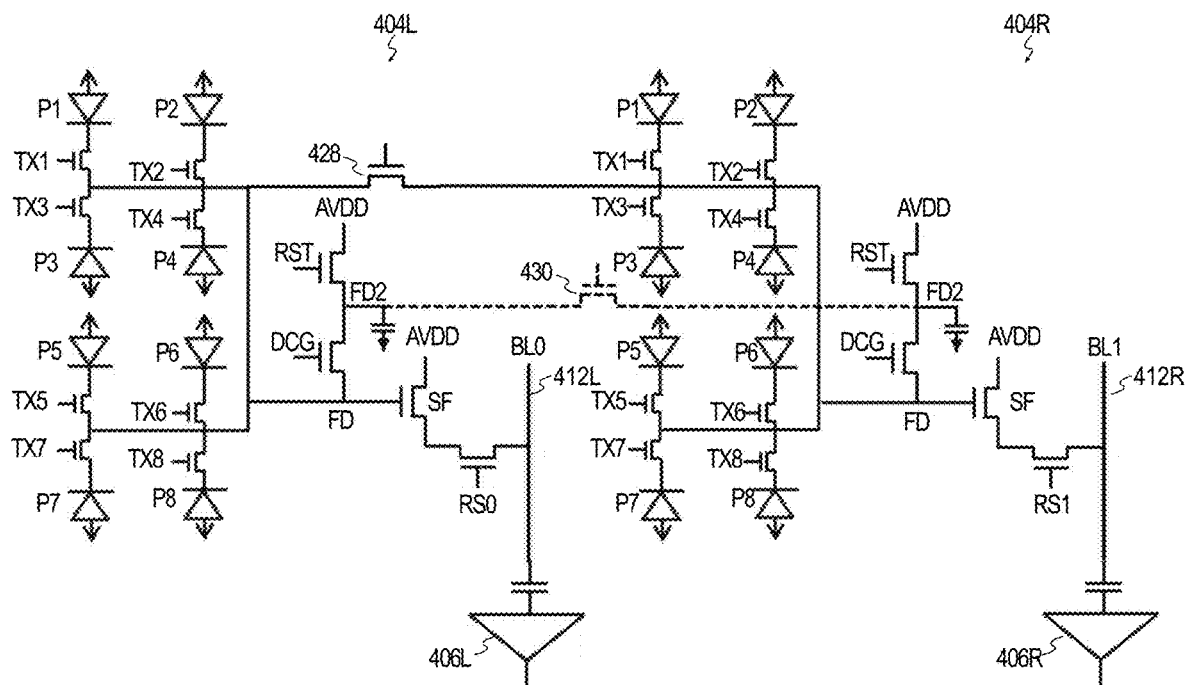 404L 404R
P1 P2 P1 P2
TX1 TX2 428 TX1 TX2
TX3 TX4 AVDD TX3 TX4 AVDD
P3 P4 RST 430 P3 P4 RST
FD2 FD2
P5 P6 DCG AVDD BL0 P5 P6 DCG AVDD BL1
412L 412R
TX5 TX6 FD SF TX5 TX6 FD SF
TX7 TX8 TX7 TX8
P7 P8 RS0 P7 P8 RS1
406L 406R